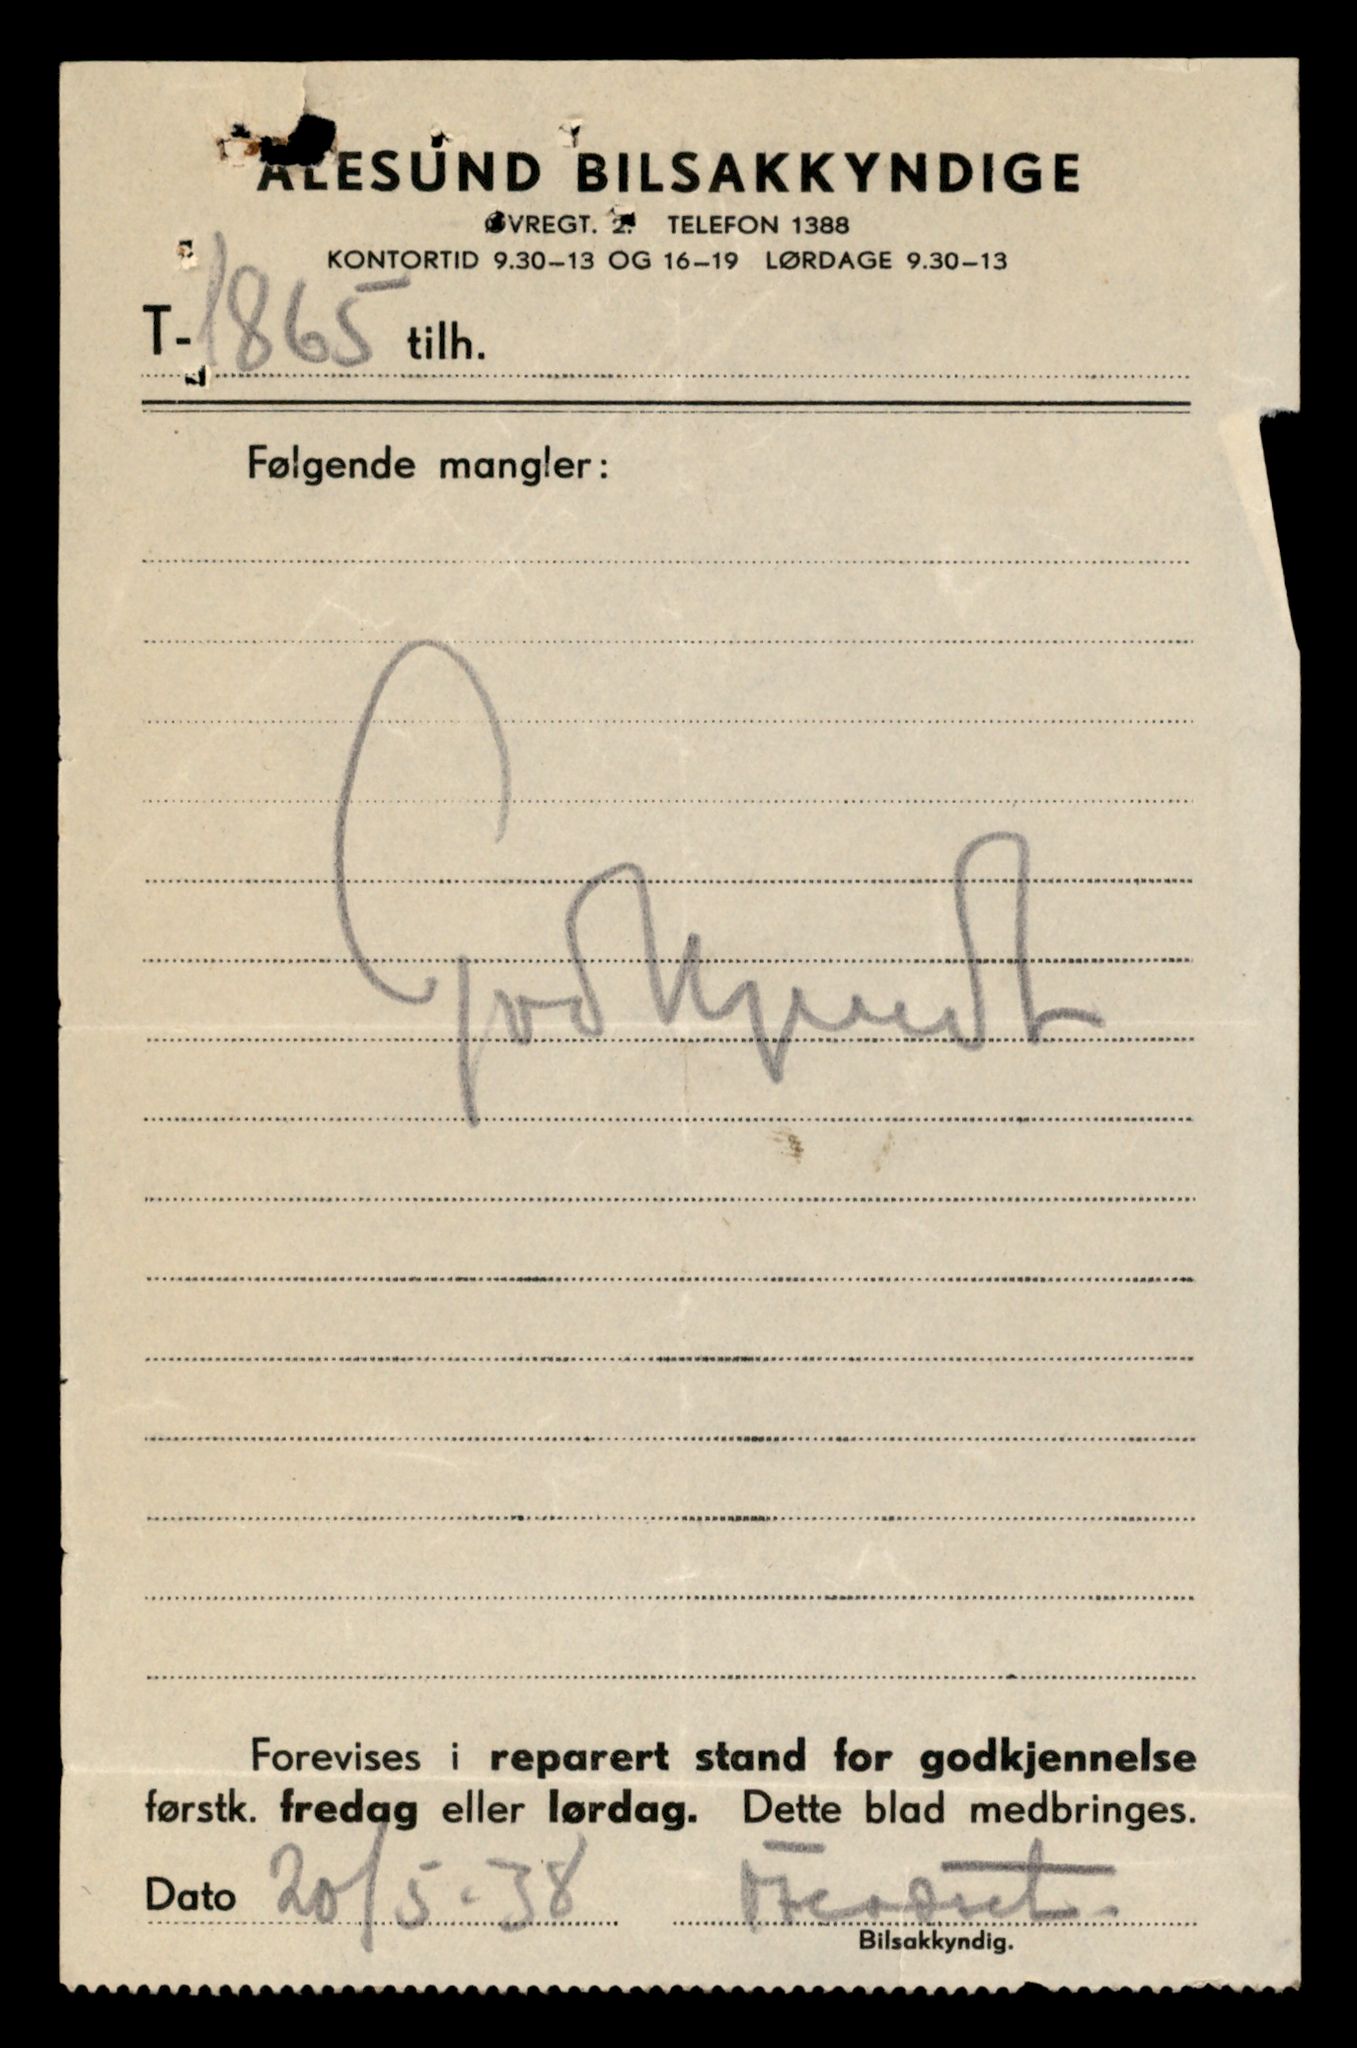 ÅLESUND BILSAKKYNDIGE
ØVREGT. 2. TELEFON 1388
KONTORTID 9.30–13 OG 16–19 LØRDAGE 9.30–13
T-1865 tilh.
Følgende mangler:
Godkjendt
Forevises i reparert stand for godkjennelse
førstk. fredag eller lørdag. Dette blad medbringes.
Dato 20/5-38
Bilsakkyndig.